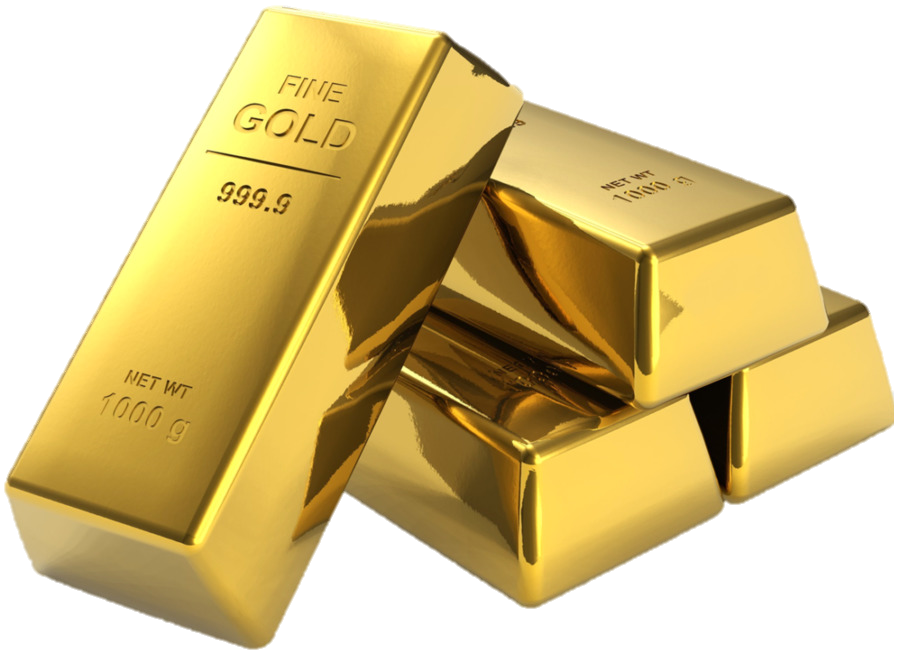 FINE
GOLD
999.9
NET WT
1000 g
NET WT
1000 g